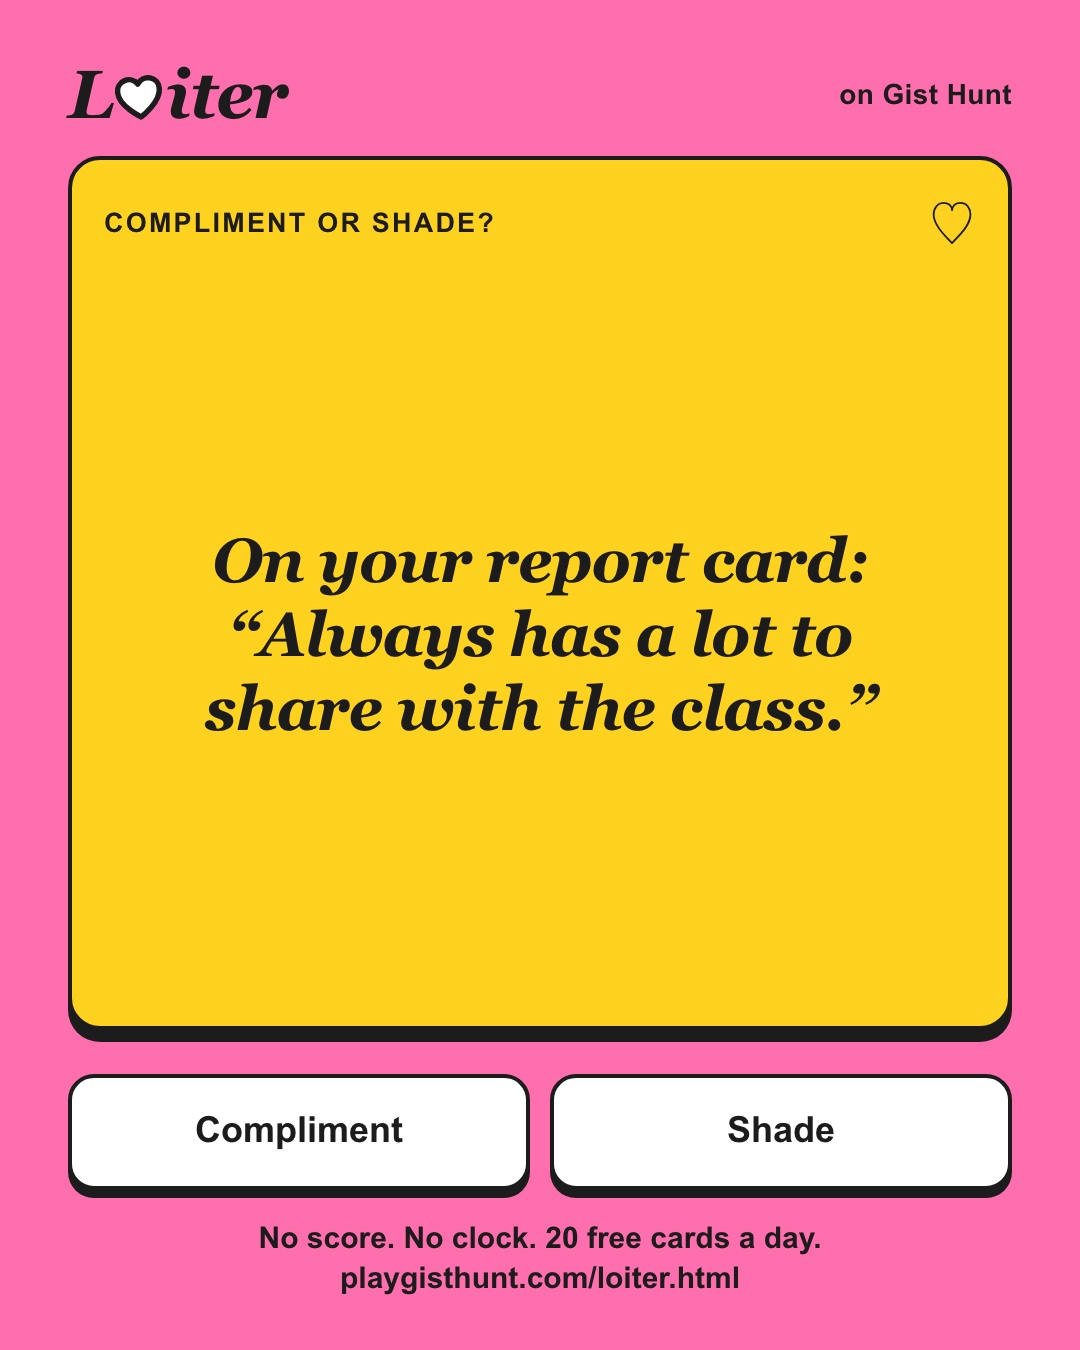 Loiter
on Gist Hunt
COMPLIMENT OR SHADE?
On your report card:
“Always has a lot to
share with the class.”
Compliment
Shade
No score. No clock. 20 free cards a day.
playgisthunt.com/loiter.html